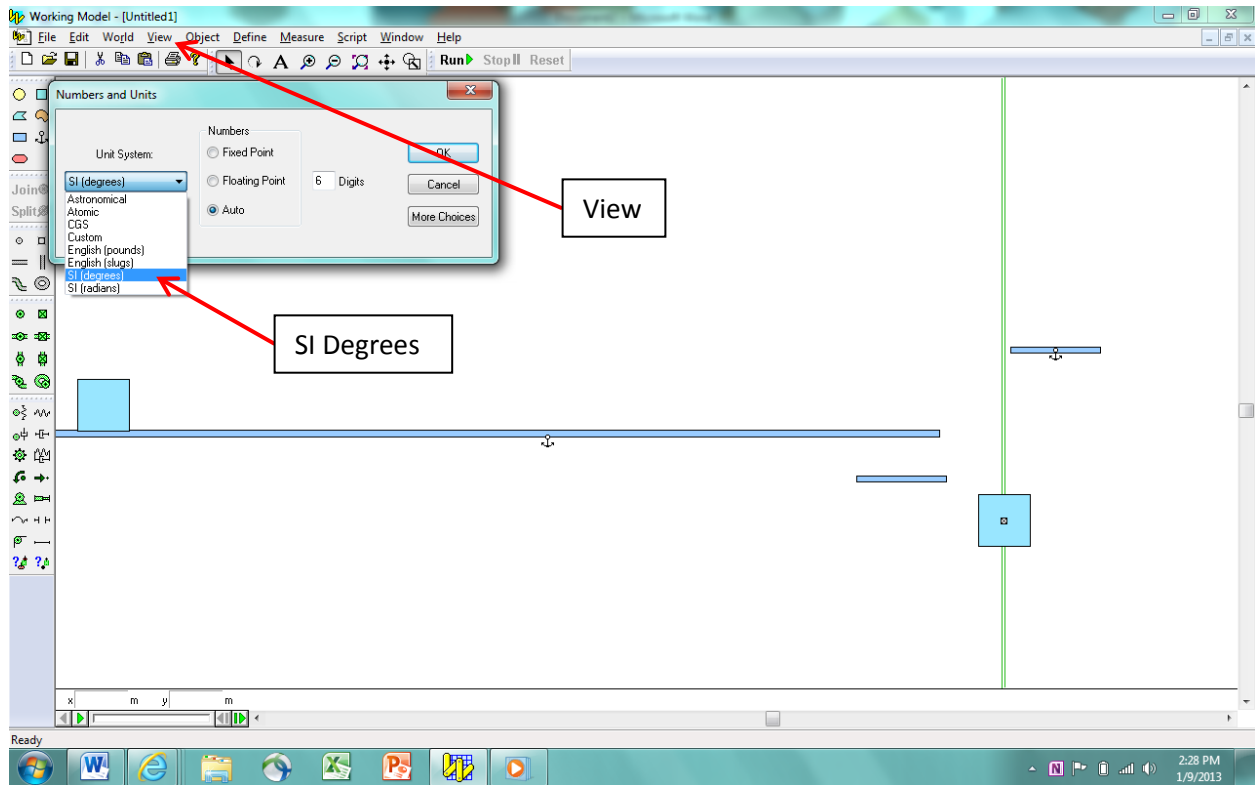 Working Model - [Untitled1]
File Edit World View Object Define Measure Script Window Help
A Run Stop Reset
Numbers and Units
Unit System:
SI (degrees)
Astronomical
Atomic
CGS
Custom
English (pounds)
English (slugs)
SI (degrees)
SI (radians)
Numbers
Fixed Point
Floating Point
Auto
6 Digits
OK
Cancel
More Choices
Join
Split
View
SI Degrees
x m y m
Ready
2:28 PM
1/9/2013